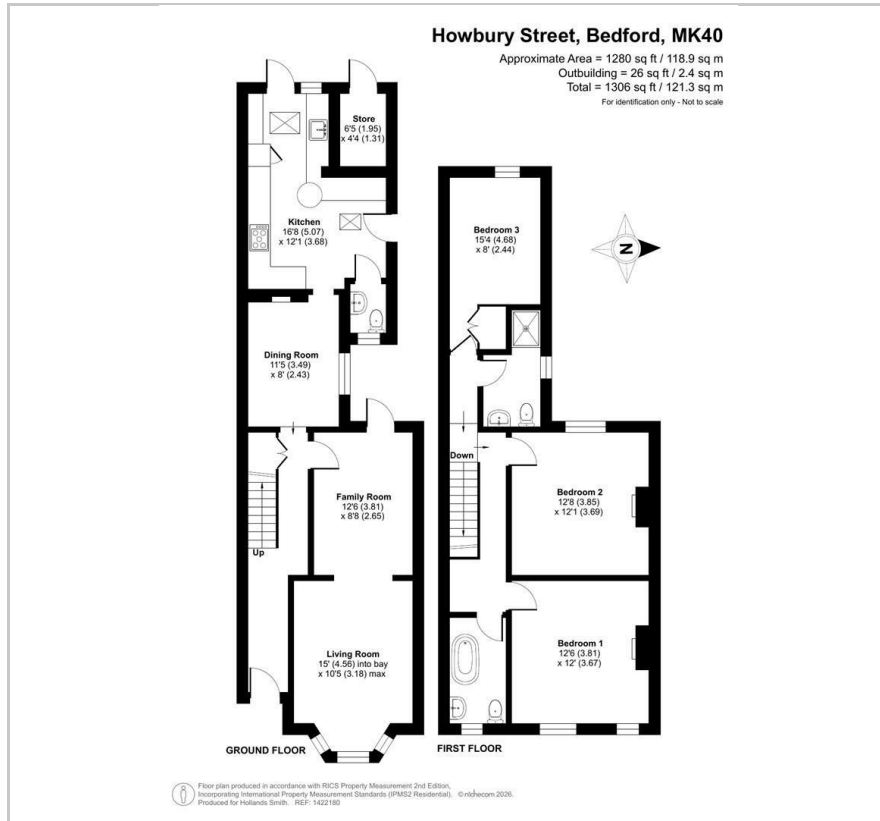 Howbury Street, Bedford, MK40
Approximate Area = 1280 sq ft / 118.9 sq m
Outbuilding = 26 sq ft / 2.4 sq m
Total = 1306 sq ft / 121.3 sq m
For identification only - Not to scale
Store
6'5 (1.95)
x 4'4 (1.31)
Kitchen
16'8 (5.07)
x 12'1 (3.68)
Dining Room
11'5 (3.49)
x 8' (2.43)
Family Room
12'6 (3.81)
x 8'8 (2.65)
Up
Living Room
15' (4.56) into bay
x 10'5 (3.18) max
GROUND FLOOR
Bedroom 3
15'4 (4.68)
x 8' (2.44)
N
Down
Bedroom 2
12'8 (3.85)
x 12'1 (3.69)
Bedroom 1
12'6 (3.81)
x 12' (3.67)
FIRST FLOOR
Floor plan produced in accordance with RICS Property Measurement 2nd Edition,
Incorporating International Property Measurement Standards (IPMS2 Residential). © ntchecom 2026.
Produced for Hollands Smith. REF: 1422180